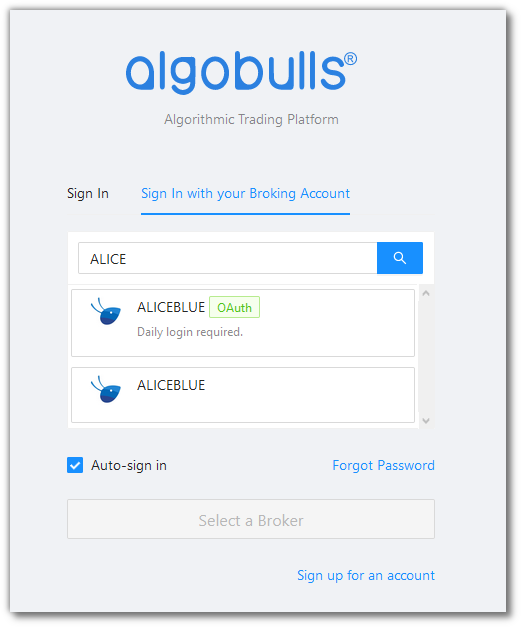 algobulls®
Algorithmic Trading Platform
Sign In
Sign In with your Broking Account
ALICE
ALICEBLUE OAuth
Daily login required.
ALICEBLUE
Auto-sign in
Forgot Password
Select a Broker
Sign up for an account